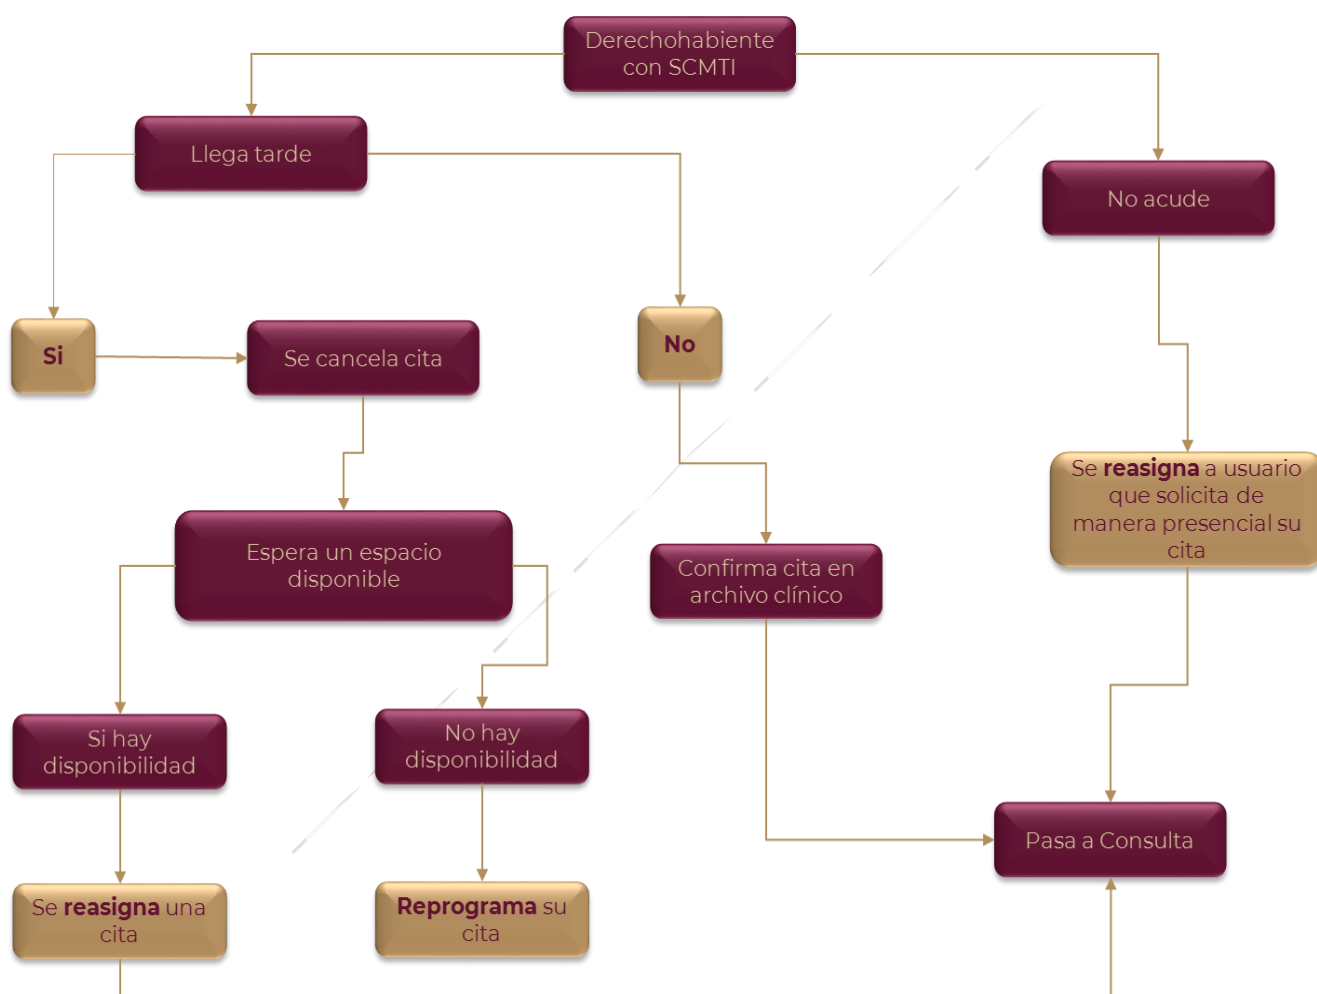 Derechohabiente
con SCMTI
Llega tarde
No acude
Si
Se cancela cita
No
Se reasigna a usuario
que solicita de
manera presencial su
cita
Espera un espacio
disponible
Confirma cita en
archivo clínico
Si hay
disponibilidad
No hay
disponibilidad
Pasa a Consulta
Se reasigna una
cita
Reprograma su
cita